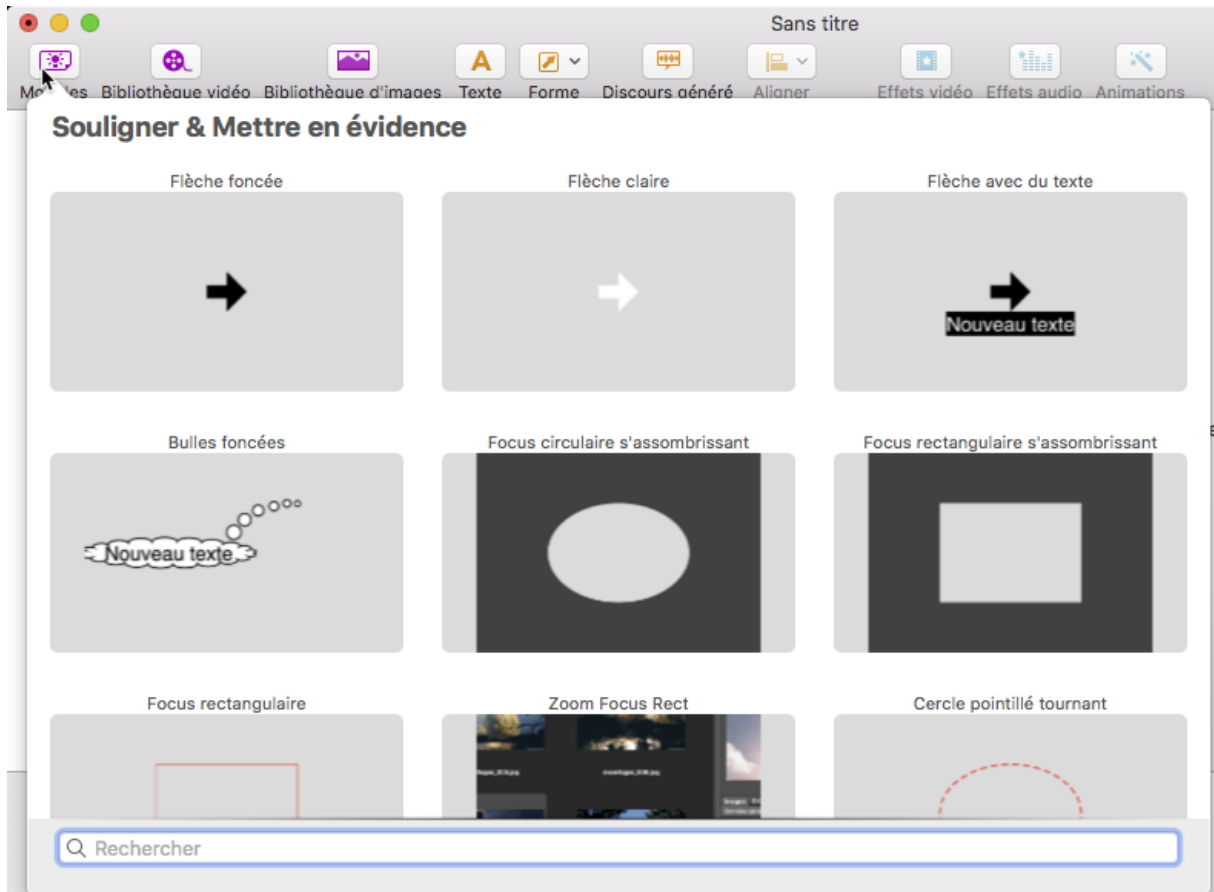 Sans titre
Modèles Bibliothèque vidéo Bibliothèque d'images Texte Forme Discours généré Aligner Effets vidéo Effets audio Animations
Souligner & Mettre en évidence
Flèche foncée Flèche claire Flèche avec du texte
Nouveau texte
Bulles foncées Focus circulaire s'assombrissant Focus rectangulaire s'assombrissant
Nouveau texte
Focus rectangulaire Zoom Focus Rect Cercle pointillé tournant
Rechercher